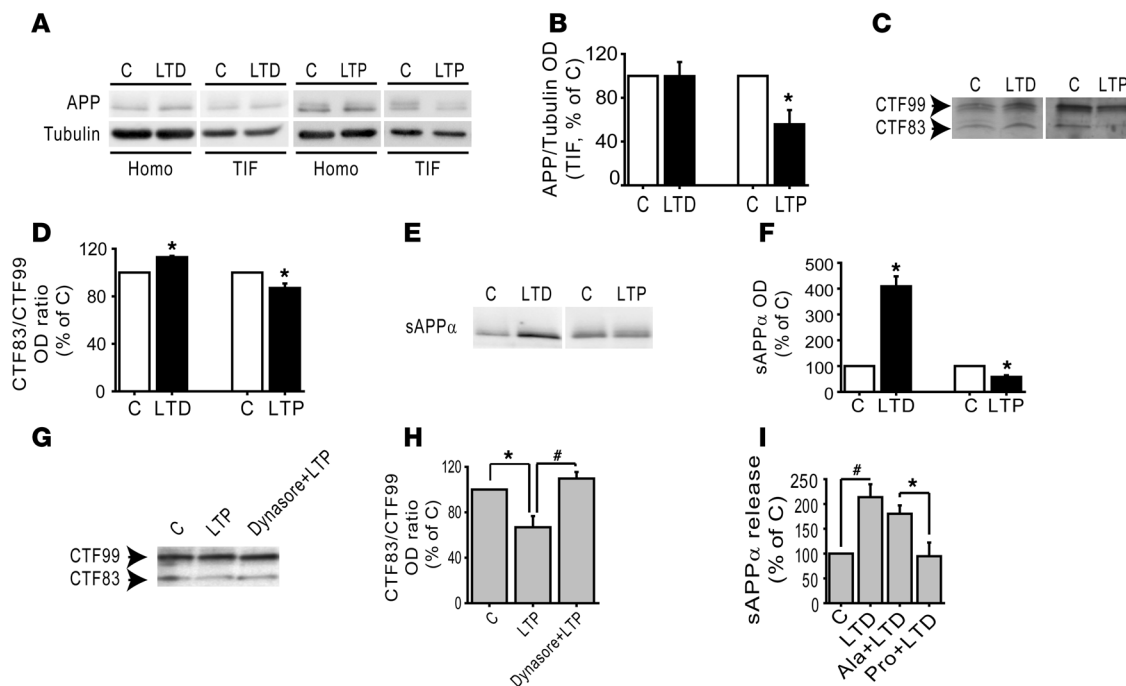 A
C LTD C LTD C LTP C LTP
APP
Tubulin
Homo TIF Homo TIF
B
APP/Tubulin OD
(TIF, % of C)
120
80
40
0
*
C LTD C LTP
C
C LTD C LTP
CTF99
CTF83
D
CTF83/CTF99
OD ratio
(% of C)
120
80
40
0
* *
C LTD C LTP
E
C LTD C LTP
sAPPα
F
sAPPα OD
(% of C)
500
400
300
200
100
0
*
*
C LTD C LTP
G
C LTP Dynasore+LTP
CTF99
CTF83
H
CTF83/CTF99
OD ratio
(% of C)
120
80
40
0
* #
C LTP Dynasore+LTP
I
sAPPα release
(% of C)
250
200
150
100
50
0
# *
C LTD Ala+LTD Pro+LTD